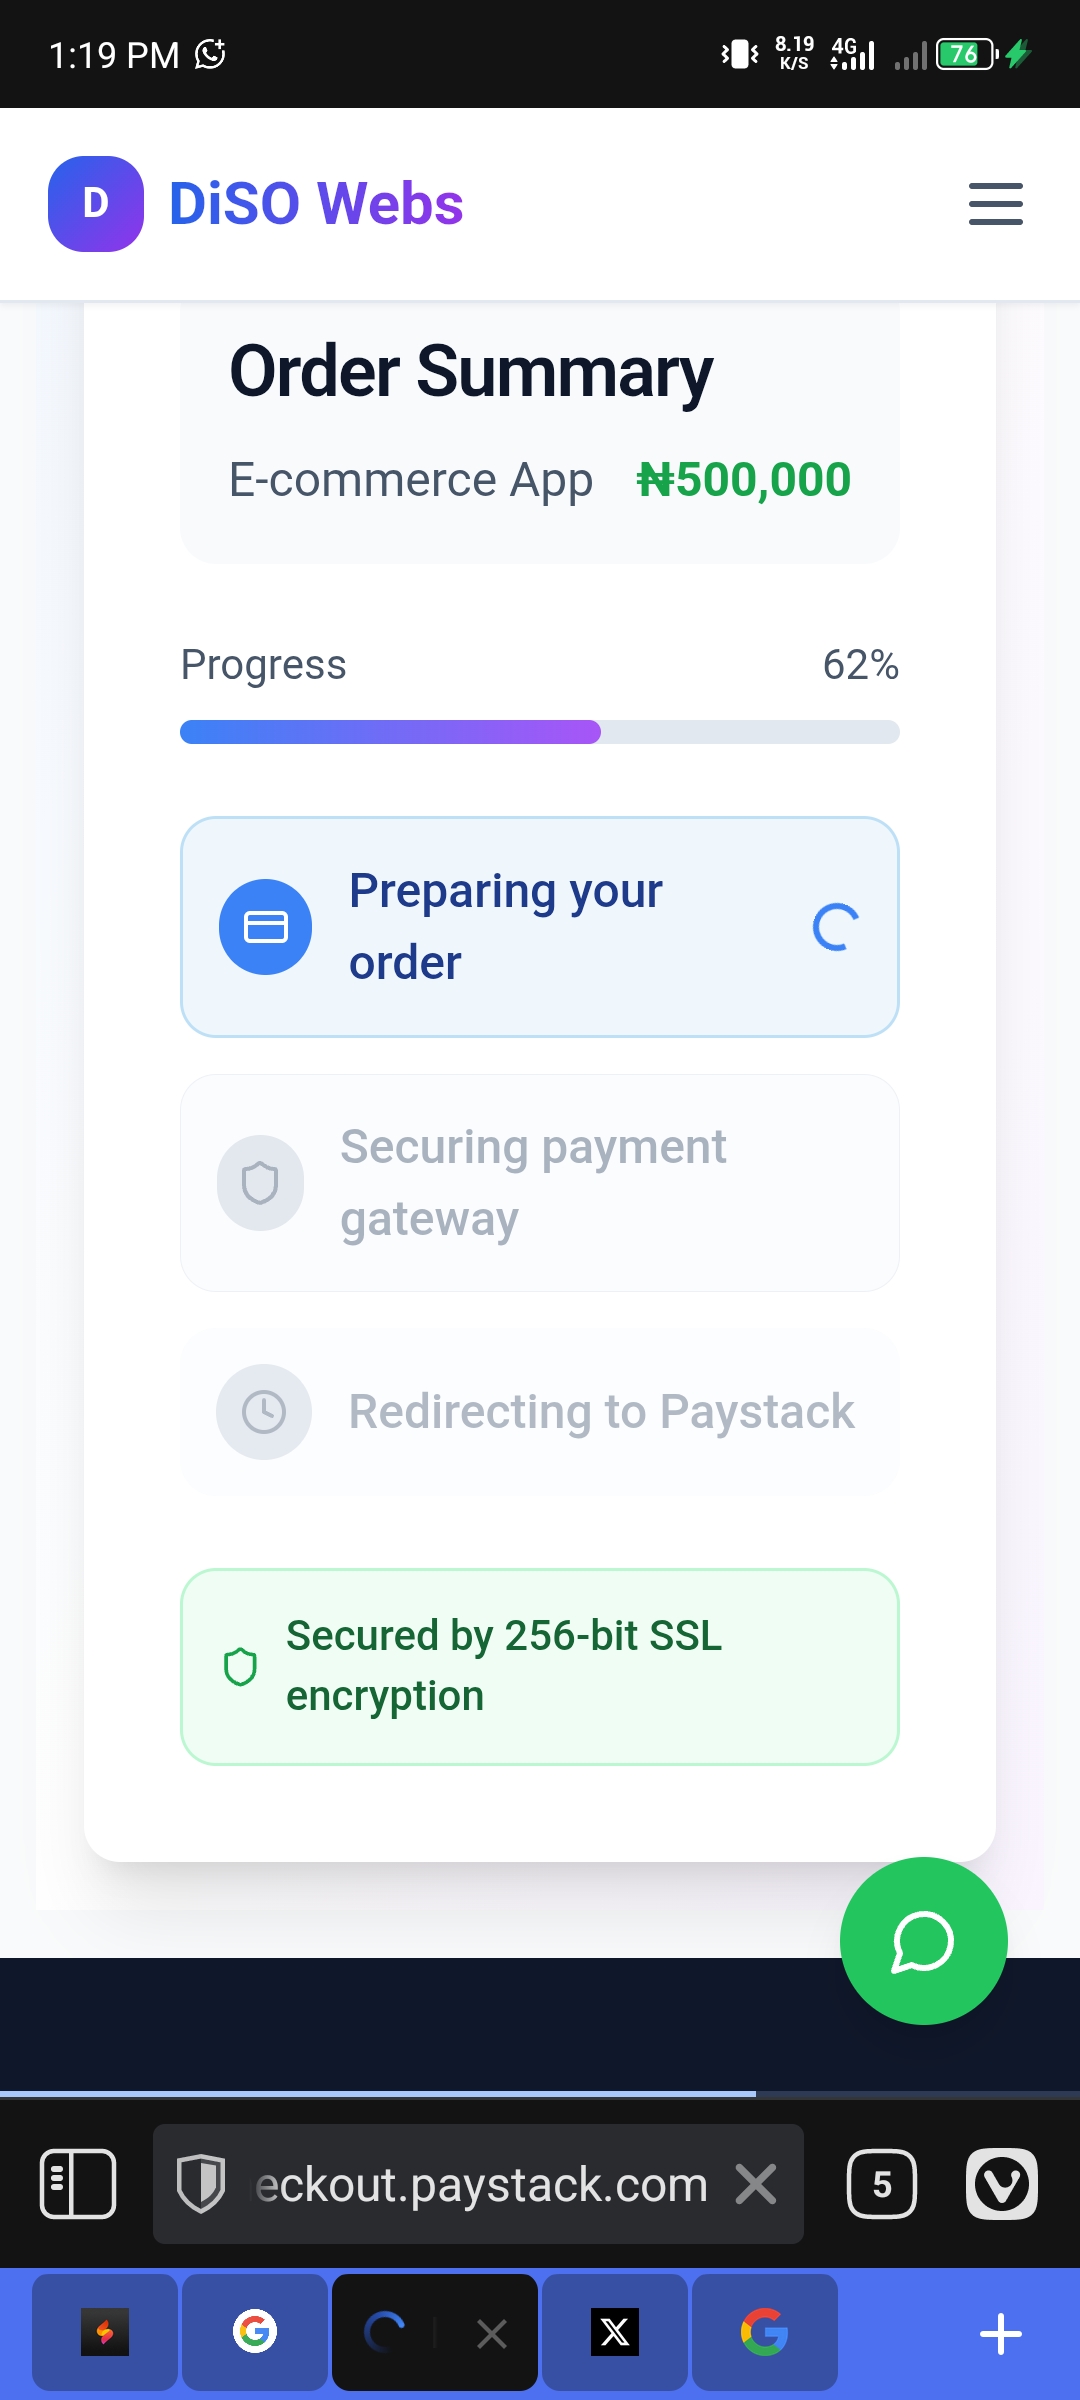 1:19 PM
8.19
K/S
4G
76
D
DiSO Webs
Order Summary
E-commerce App ₦500,000
Progress 62%
Preparing your
order
Securing payment
gateway
Redirecting to Paystack
Secured by 256-bit SSL
encryption
eckout.paystack.com
5